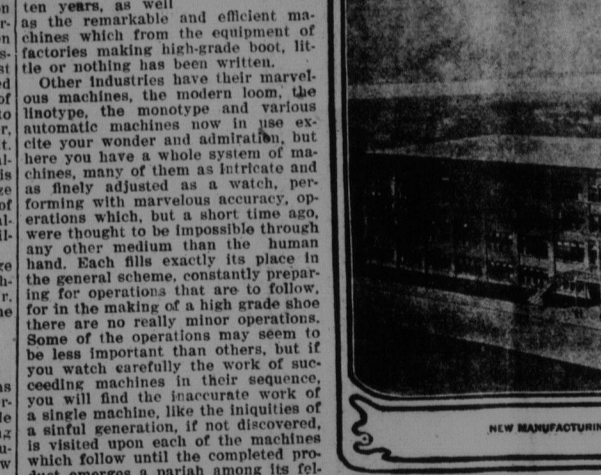 ten years, as well
as the remarkable and efficient ma-
chines which from the equipment of
factories making high-grade boot, lit-
tle or nothing has been written.
Other industries have their marvel-
ous machines, the modern loom, the
linotype, the monotype and various
automatic machines now in use ex-
cite your wonder and admiration, but
here you have a whole system of ma-
chines, many of them as intricate and
as finely adjusted as a watch, per-
forming with marvelous accuracy, op-
erations which, but a short time ago,
were thought to be impossible through
any other medium than the human
hand. Each fills exactly its place in
the general scheme, constantly prepar-
ing for operations that are to follow,
for in the making of a high grade shoe
there are no really minor operations.
Some of the operations may seem to
be less important than others, but if
you watch carefully the work of suc-
ceeding machines in their sequence,
you will find the inaccurate work of
a single machine, like the iniquities of
a sinful generation, if not discovered,
is visited upon each of the machines
which follow until the completed pro-
duct emerges a pariah among its fel-
NEW MANUFACTURIN